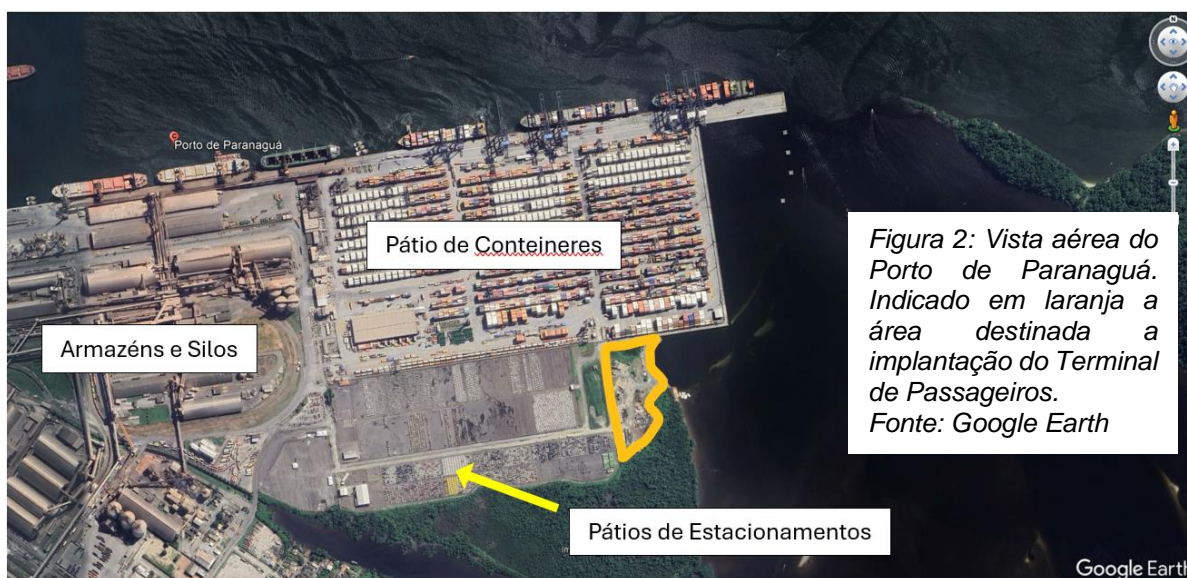 N
Porto de Paranaguá
Pátio de Conteineres
Armazéns e Silos
Figura 2: Vista aérea do
Porto de Paranaguá.
Indicado em laranja a
área destinada a
implantação do Terminal
de Passageiros.
Fonte: Google Earth
Pátios de Estacionamentos
Google Earth